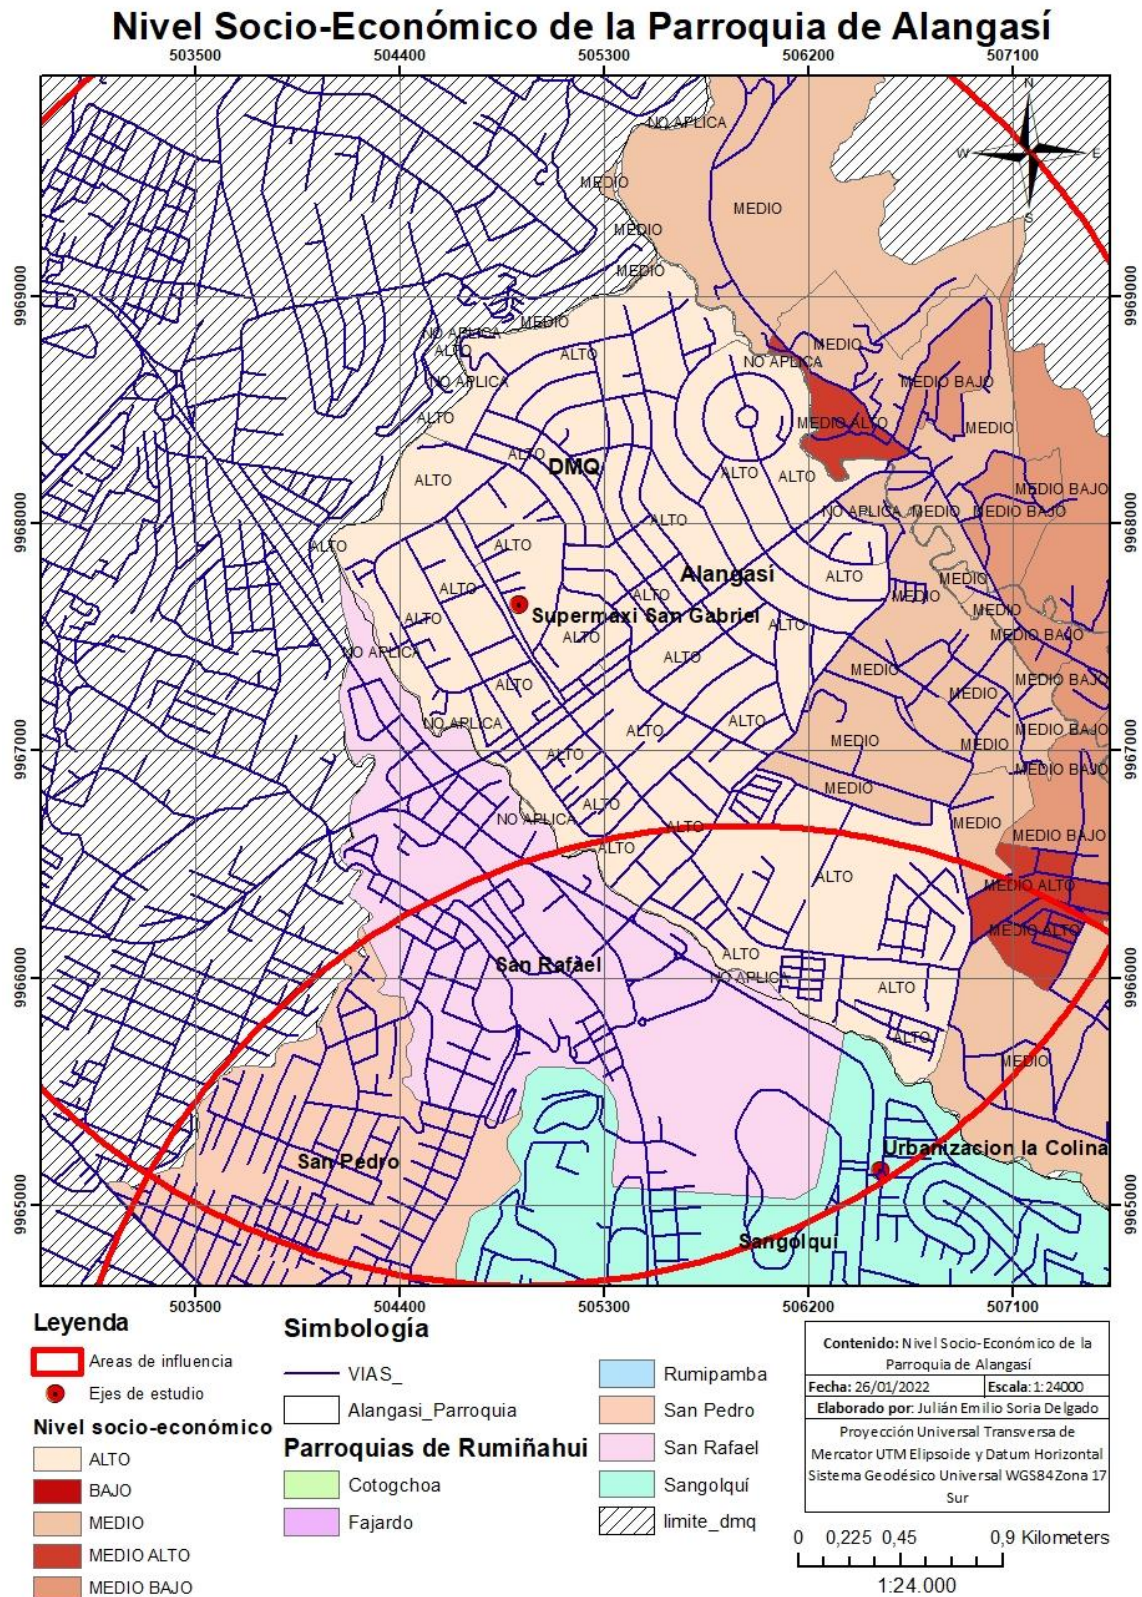 Nivel Socio-Económico de la Parroquia de Alangasí
503500 504400 505300 506200 507100
N
NO APLICA
W E
MEDIO
MEDIO
S
MEDIO
MEDIO
9969000 9969000
MEDIO
NO APLICA
MEDIO
ALTO
ALTO
NO APLICA
NO APLICA
MEDIO BAJO
ALTO
MEDIO ALTO
MEDIO
ALTO
DMQ
ALTO
ALTO
ALTO
MEDIO BAJO
NO APLICA
MEDIO
MEDIO BAJO
ALTO
9968000 9968000
ALTO
ALTO
Alangasí
ALTO
MEDIO
ALTO
ALTO
MEDIO
MEDIO
Supermaxi San Gabriel
ALTO
ALTO
ALTO
MEDIO BAJO
NO APLICA
ALTO
MEDIO
MEDIO BAJO
ALTO
MEDIO
NO APLICA
ALTO
ALTO
MEDIO BAJO
MEDIO
MEDIO
9967000 9967000
ALTO
MEDIO BAJO
MEDIO
ALTO
NO APLICA
MEDIO
ALTO
MEDIO BAJO
ALTO
ALTO
MEDIO ALTO
MEDIO ALTO
ALTO
San Rafael
NO APLICA
9966000 9966000
ALTO
ALTO
MEDIO
Urbanizacion la Colina
San Pedro
9965000 9965000
Sangolquí
503500 504400 505300 506200 507100
Leyenda
Areas de influencia
Ejes de estudio
Nivel socio-económico
ALTO
BAJO
MEDIO
MEDIO ALTO
MEDIO BAJO
Simbología
VIAS_
Alangasi_Parroquia
Parroquias de Rumiñahui
Cotogchoa
Fajardo
Rumipamba
San Pedro
San Rafael
Sangolquí
limite_dmq
Contenido: Nivel Socio-Económico de la
Parroquia de Alangasí
Fecha: 26/01/2022 Escala: 1: 24000
Elaborado por: Julián Emilio Soria Delgado
Proyección Universal Transversa de
Mercator UTM Elipsoide y Datum Horizontal
Sistema Geodésico Universal WGS84 Zona 17
Sur
0 0,225 0,45 0,9 Kilometers
1:24.000